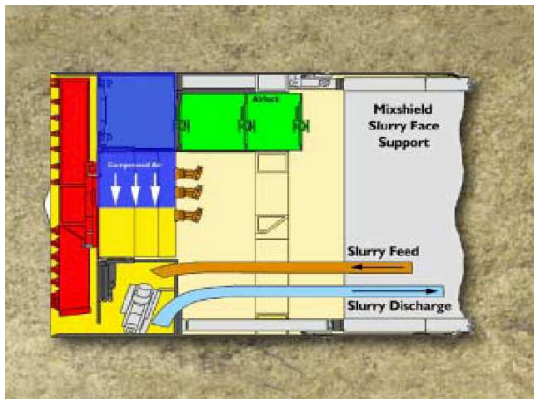 Airlock
Mixshield
Slurry Face
Support
Compressed Air
Slurry Feed
Slurry Discharge